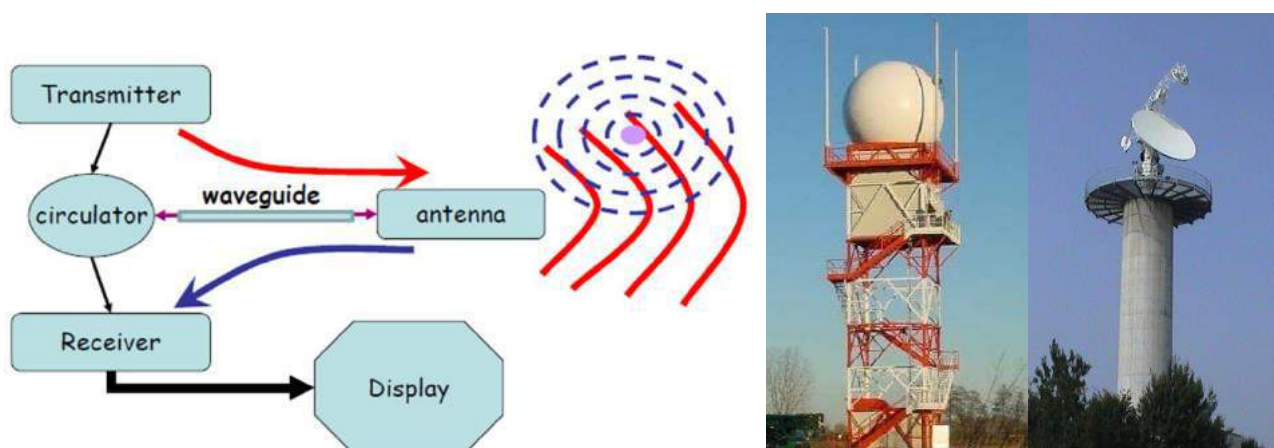 Transmitter
waveguide
circulator
antenna
Receiver
Display